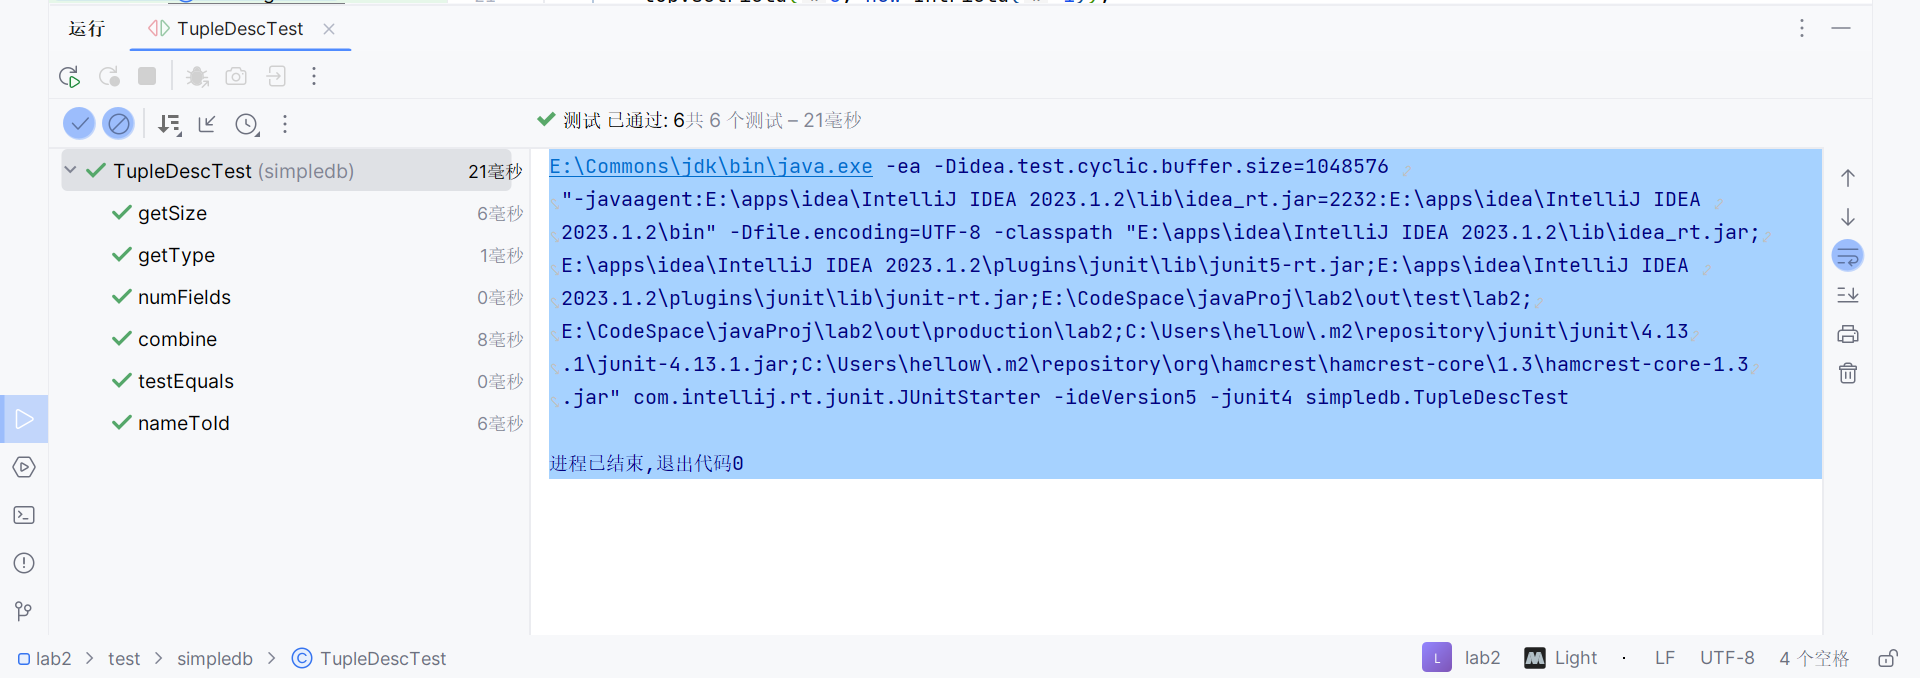 运行
TupleDescTest
测试 已通过: 6共 6 个测试 – 21毫秒
TupleDescTest (simpledb) 21毫秒
getSize 6毫秒
getType 1毫秒
numFields 0毫秒
combine 8毫秒
testEquals 0毫秒
nameToId 6毫秒
E:\Commons\jdk\bin\java.exe -ea -Didea.test.cyclic.buffer.size=1048576
"-javaagent:E:\apps\idea\IntelliJ IDEA 2023.1.2\lib\idea_rt.jar=2232:E:\apps\idea\IntelliJ IDEA
2023.1.2\bin" -Dfile.encoding=UTF-8 -classpath "E:\apps\idea\IntelliJ IDEA 2023.1.2\lib\idea_rt.jar;
E:\apps\idea\IntelliJ IDEA 2023.1.2\plugins\junit\lib\junit5-rt.jar;E:\apps\idea\IntelliJ IDEA
2023.1.2\plugins\junit\lib\junit-rt.jar;E:\CodeSpace\javaProj\lab2\out\test\lab2;
E:\CodeSpace\javaProj\lab2\out\production\lab2;C:\Users\hellow\.m2\repository\junit\junit\4.13
.1\junit-4.13.1.jar;C:\Users\hellow\.m2\repository\org\hamcrest\hamcrest-core\1.3\hamcrest-core-1.3
.jar" com.intellij.rt.junit.JUnitStarter -ideVersion5 -junit4 simpledb.TupleDescTest
进程已结束,退出代码0
lab2 > test > simpledb > TupleDescTest
L lab2 Light LF UTF-8 4 个空格